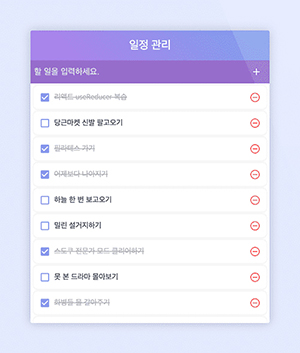 일정 관리
할 일을 입력하세요.
리액트 useReducer 복습
당근마켓 신발 팔고오기
필라테스 가기
어제보다 나아지기
하늘 한 번 보고오기
밀린 설거지하기
스도쿠 전문가 모드 클리어하기
못 본 드라마 몰아보기
화병들 물 갈아주기